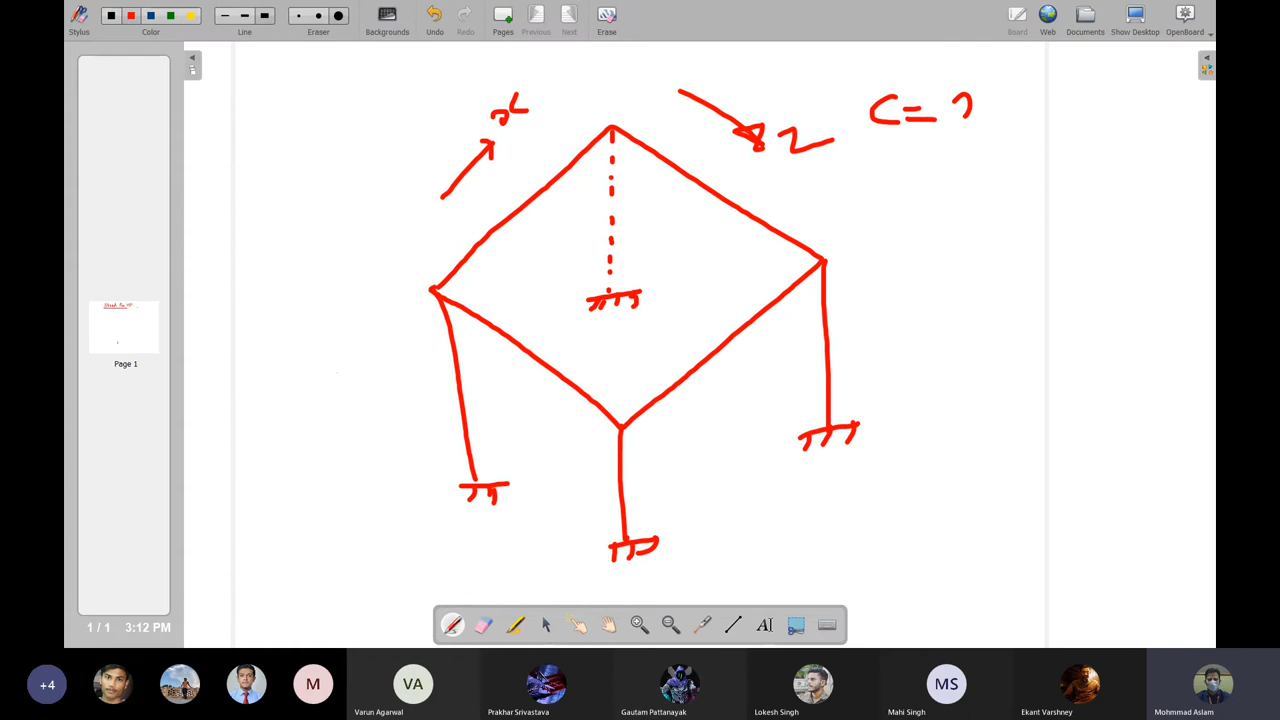 Stylus
Color
Line
Eraser
Backgrounds
Undo
Redo
Pages
Previous
Next
Erase
Board
Web
Documents
Show Desktop
OpenBoard
x
z
C = ?
Page 1
1 / 1 3:12 PM
+4
M
VA
MS
Varun Agarwal
Prakhar Srivastava
Gautam Pattanayak
Lokesh Singh
Mahi Singh
Ekant Varshney
Mohmmad Aslam